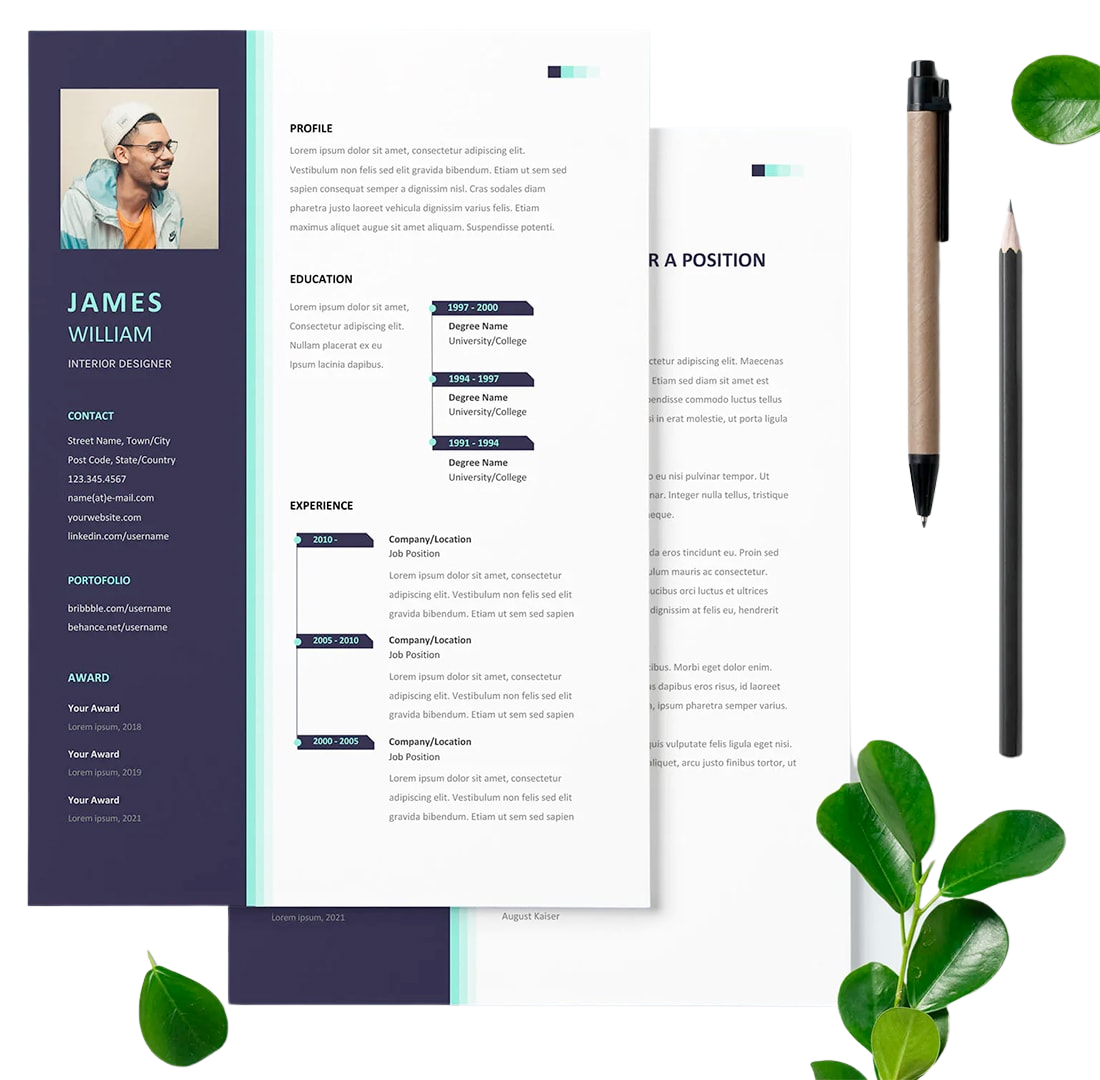 JAMES
WILLIAM
INTERIOR DESIGNER
CONTACT
Street Name, Town/City
Post Code, State/Country
123.345.4567
name(at)e-mail.com
yourwebsite.com
linkedin.com/username
PORTOFOLIO
bribbble.com/username
behance.net/username
AWARD
Your Award
Lorem ipsum, 2018
Your Award
Lorem ipsum, 2019
Your Award
Lorem ipsum, 2021
PROFILE
Lorem ipsum dolor sit amet, consectetur adipiscing elit.
Vestibulum non felis sed elit gravida bibendum. Etiam ut sem sed
sapien consequat semper a dignissim nisl. Cras sodales diam
pharetra justo laoreet vehicula dignissim varius felis. Etiam
maximus aliquet augue sit amet aliquam. Suspendisse potenti.
EDUCATION
Lorem ipsum dolor sit amet,
Consectetur adipiscing elit.
Nullam placerat ex eu
Ipsum lacinia dapibus.
1997 - 2000
Degree Name
University/College
1994 - 1997
Degree Name
University/College
1991 - 1994
Degree Name
University/College
EXPERIENCE
2010 -
Company/Location
Job Position
Lorem ipsum dolor sit amet, consectetur
adipiscing elit. Vestibulum non felis sed elit
gravida bibendum. Etiam ut sem sed sapien
2005 - 2010
Company/Location
Job Position
Lorem ipsum dolor sit amet, consectetur
adipiscing elit. Vestibulum non felis sed elit
gravida bibendum. Etiam ut sem sed sapien
2000 - 2005
Company/Location
Job Position
Lorem ipsum dolor sit amet, consectetur
adipiscing elit. Vestibulum non felis sed elit
gravida bibendum. Etiam ut sem sed sapien
R A POSITION
ctetur adipiscing elit. Maecenas
Etiam sed diam sit amet est
pendisse commodo luctus tellus
si in erat molestie, ut porta ligula
o eu nisi pulvinar tempor. Ut
nar. Integer nulla tellus, tristique
neque.
da eros tincidunt eu. Proin sed
ulum mauris ac consectetur.
aucibus orci luctus et ultrices
dignissim at felis eu, hendrerit
cibus. Morbi eget dolor enim.
s dapibus eros risus, id laoreet
a, ipsum pharetra semper varius.
quis vulputate felis ligula eget nisi.
aliquet, arcu justo finibus tortor, ut
Lorem ipsum, 2021
August Kaiser